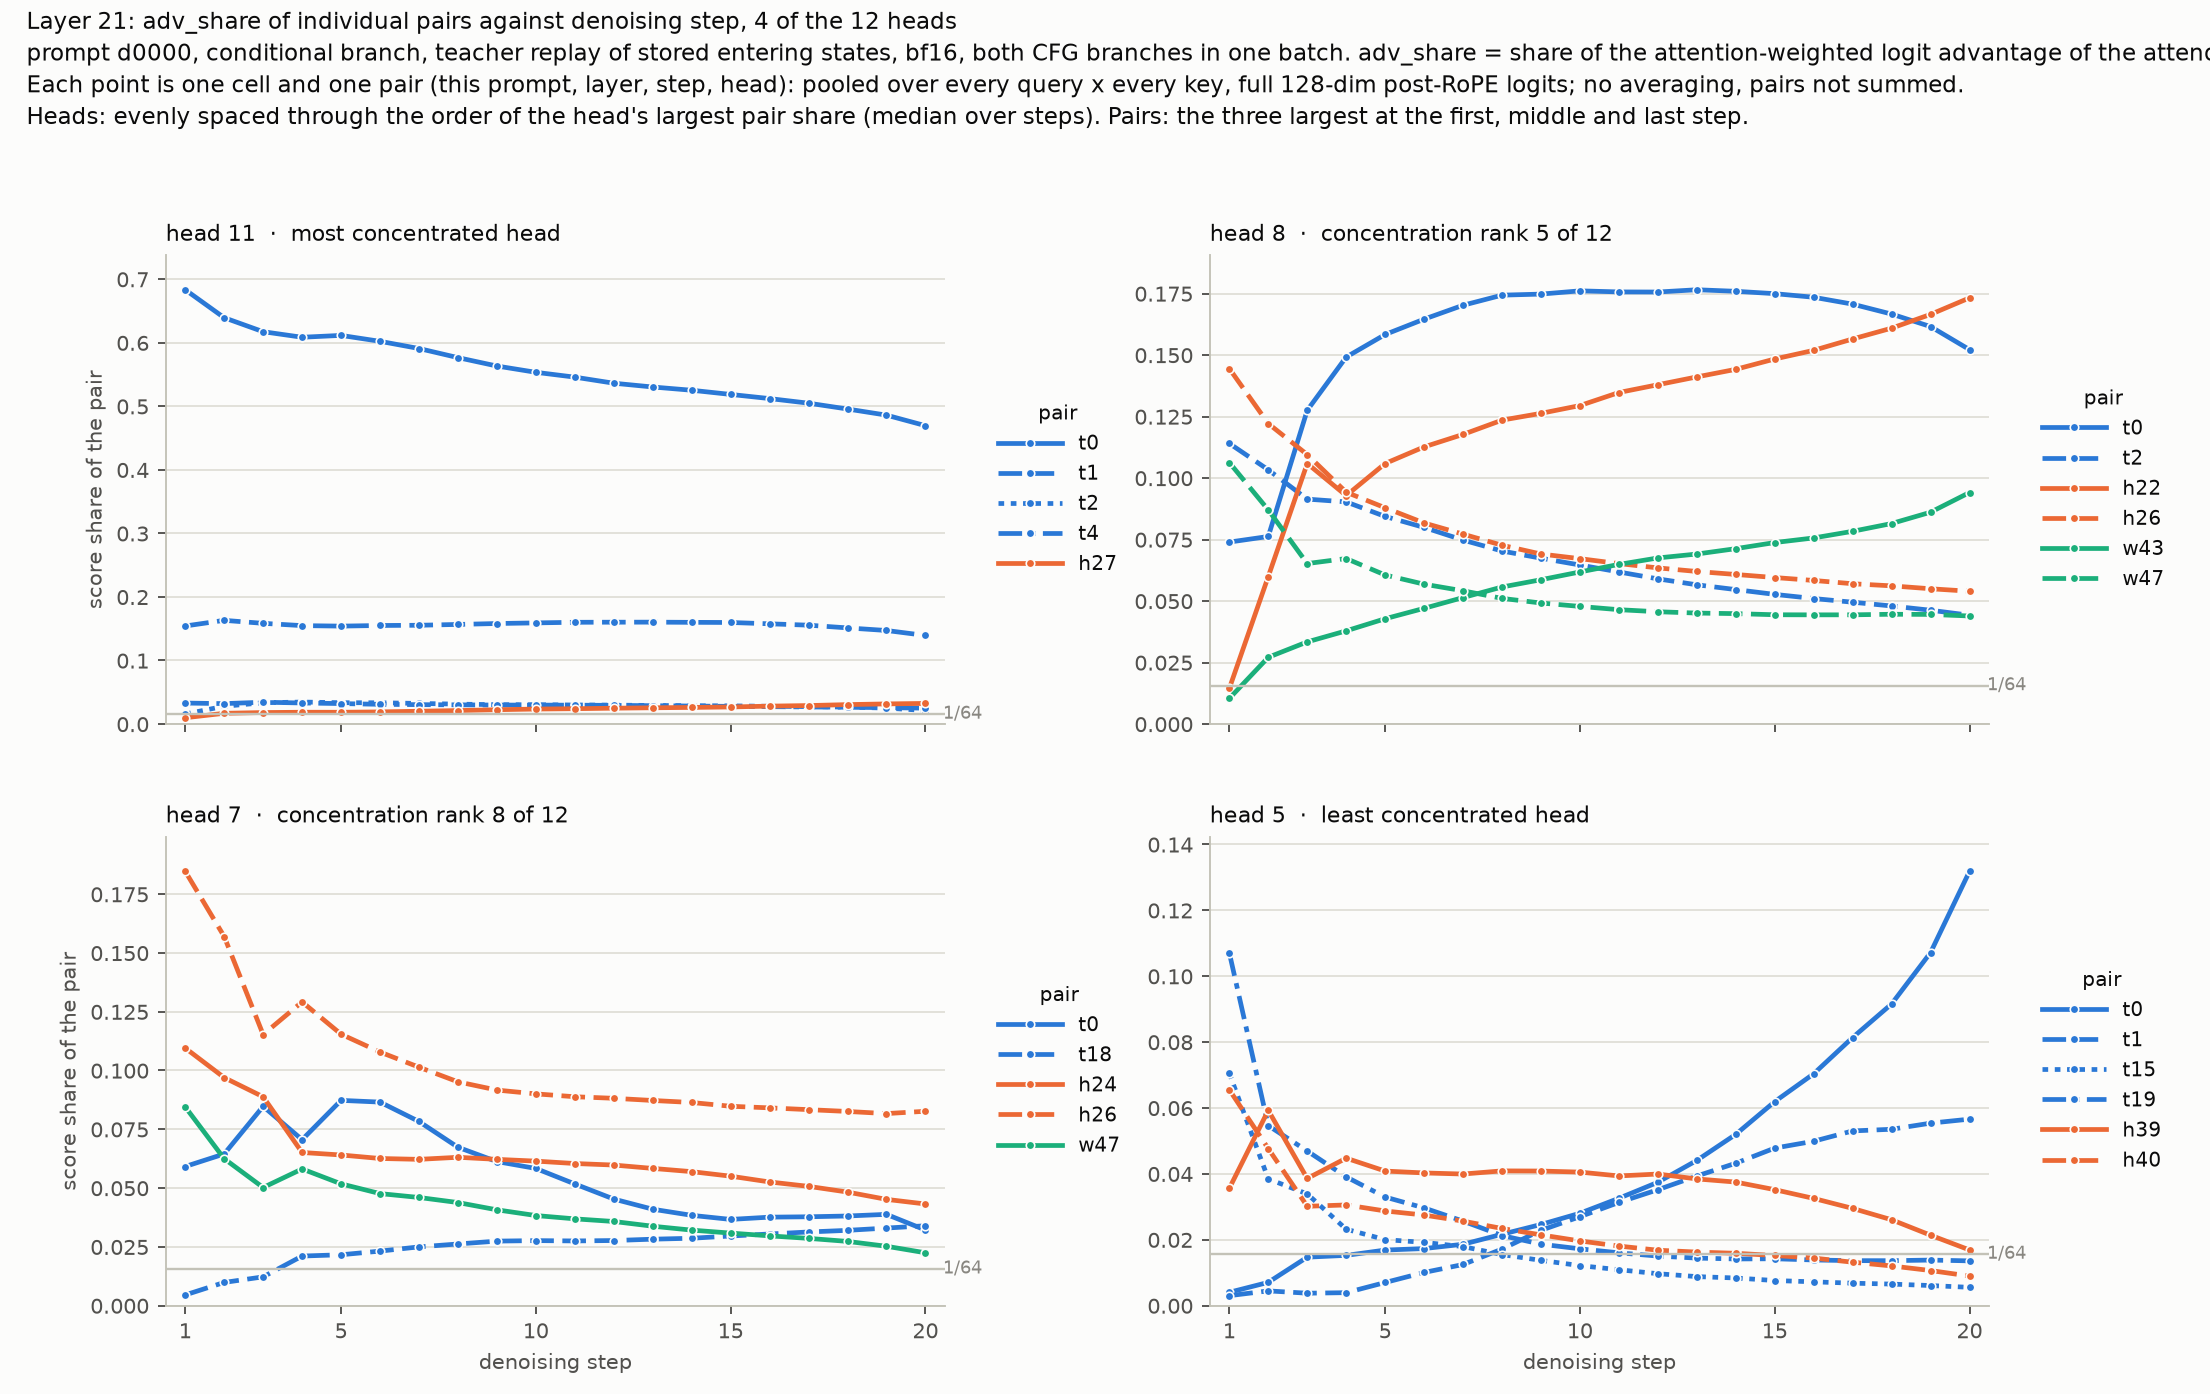 Layer 21: adv_share of individual pairs against denoising step, 4 of the 12 heads
prompt d0000, conditional branch, teacher replay of stored entering states, bf16, both CFG branches in one batch. adv_share = share of the attention-weighted logit advantage of the
Each point is one cell and one pair (this prompt, layer, step, head): pooled over every query x every key, full 128-dim post-RoPE logits; no averaging, pairs not summed.
Heads: evenly spaced through the order of the head's largest pair share (median over steps). Pairs: the three largest at the first, middle and last step.
head 11 · most concentrated head
score share of the pair
0.7
0.6
0.5
0.4
0.3
0.2
0.1
0.0
1/64
pair
t0
t1
t2
t4
h27
head 8 · concentration rank 5 of 12
0.175
0.150
0.125
0.100
0.075
0.050
0.025
0.000
1/64
pair
t0
t2
h22
h26
w43
w47
head 7 · concentration rank 8 of 12
score share of the pair
0.175
0.150
0.125
0.100
0.075
0.050
0.025
0.000
1/64
1 5 10 15 20
denoising step
pair
t0
t18
h24
h26
w47
head 5 · least concentrated head
0.14
0.12
0.10
0.08
0.06
0.04
0.02
0.00
1/64
1 5 10 15 20
denoising step
pair
t0
t1
t15
t19
h39
h40